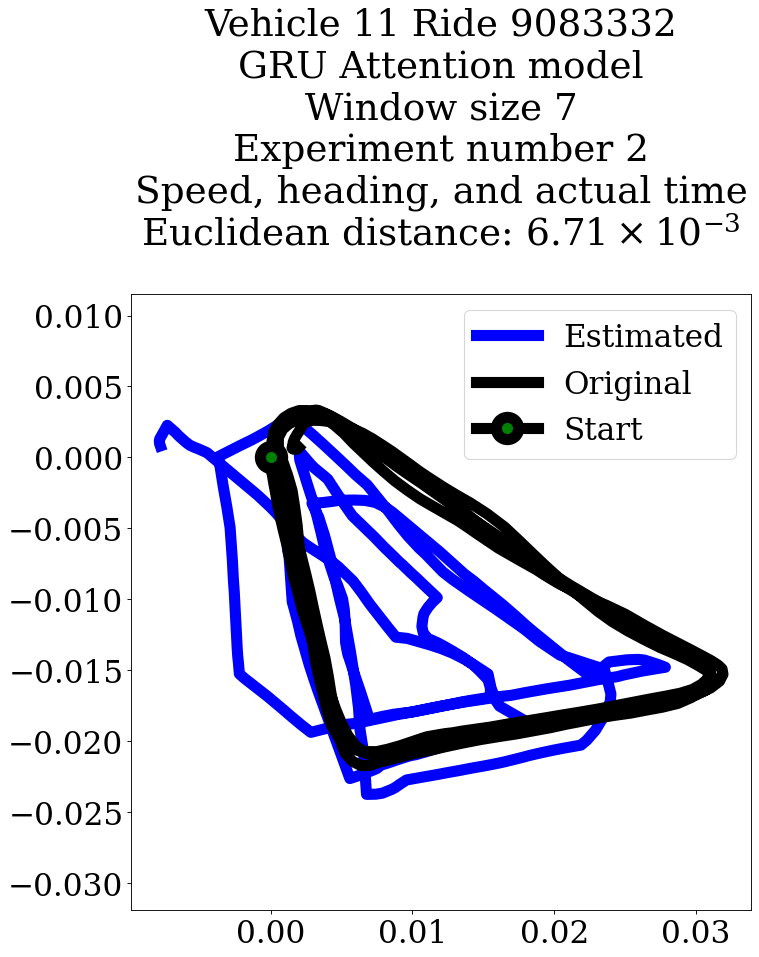 Vehicle 11 Ride 9083332
GRU Attention model
Window size 7
Experiment number 2
Speed, heading, and actual time
Euclidean distance: 6.71 × 10⁻³
Estimated
Original
Start
0.010
0.005
0.000
−0.005
−0.010
−0.015
−0.020
−0.025
−0.030
0.00 0.01 0.02 0.03